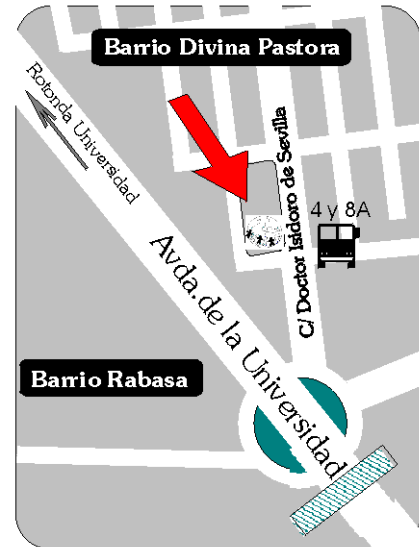 Barrio Divina Pastora
Rotonda Universidad
C/ Doctor Isidoro de Sevilla
4 y 8A
Avda.de la Universidad
Barrio Rabasa